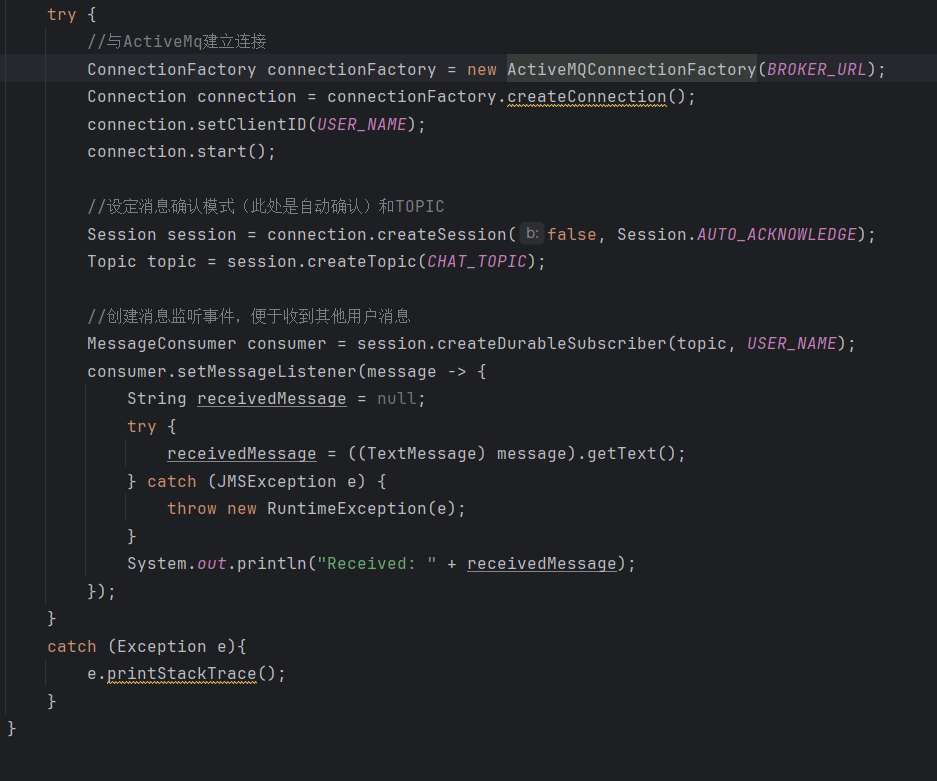 try {
//与ActiveMq建立连接
ConnectionFactory connectionFactory = new ActiveMQConnectionFactory(BROKER_URL);
Connection connection = connectionFactory.createConnection();
connection.setClientID(USER_NAME);
connection.start();
//设定消息确认模式（此处是自动确认）和TOPIC
Session session = connection.createSession( b: false, Session.AUTO_ACKNOWLEDGE);
Topic topic = session.createTopic(CHAT_TOPIC);
//创建消息监听事件，便于收到其他用户消息
MessageConsumer consumer = session.createDurableSubscriber(topic, USER_NAME);
consumer.setMessageListener(message -> {
String receivedMessage = null;
try {
receivedMessage = ((TextMessage) message).getText();
} catch (JMSException e) {
throw new RuntimeException(e);
}
System.out.println("Received: " + receivedMessage);
});
}
catch (Exception e){
e.printStackTrace();
}
}